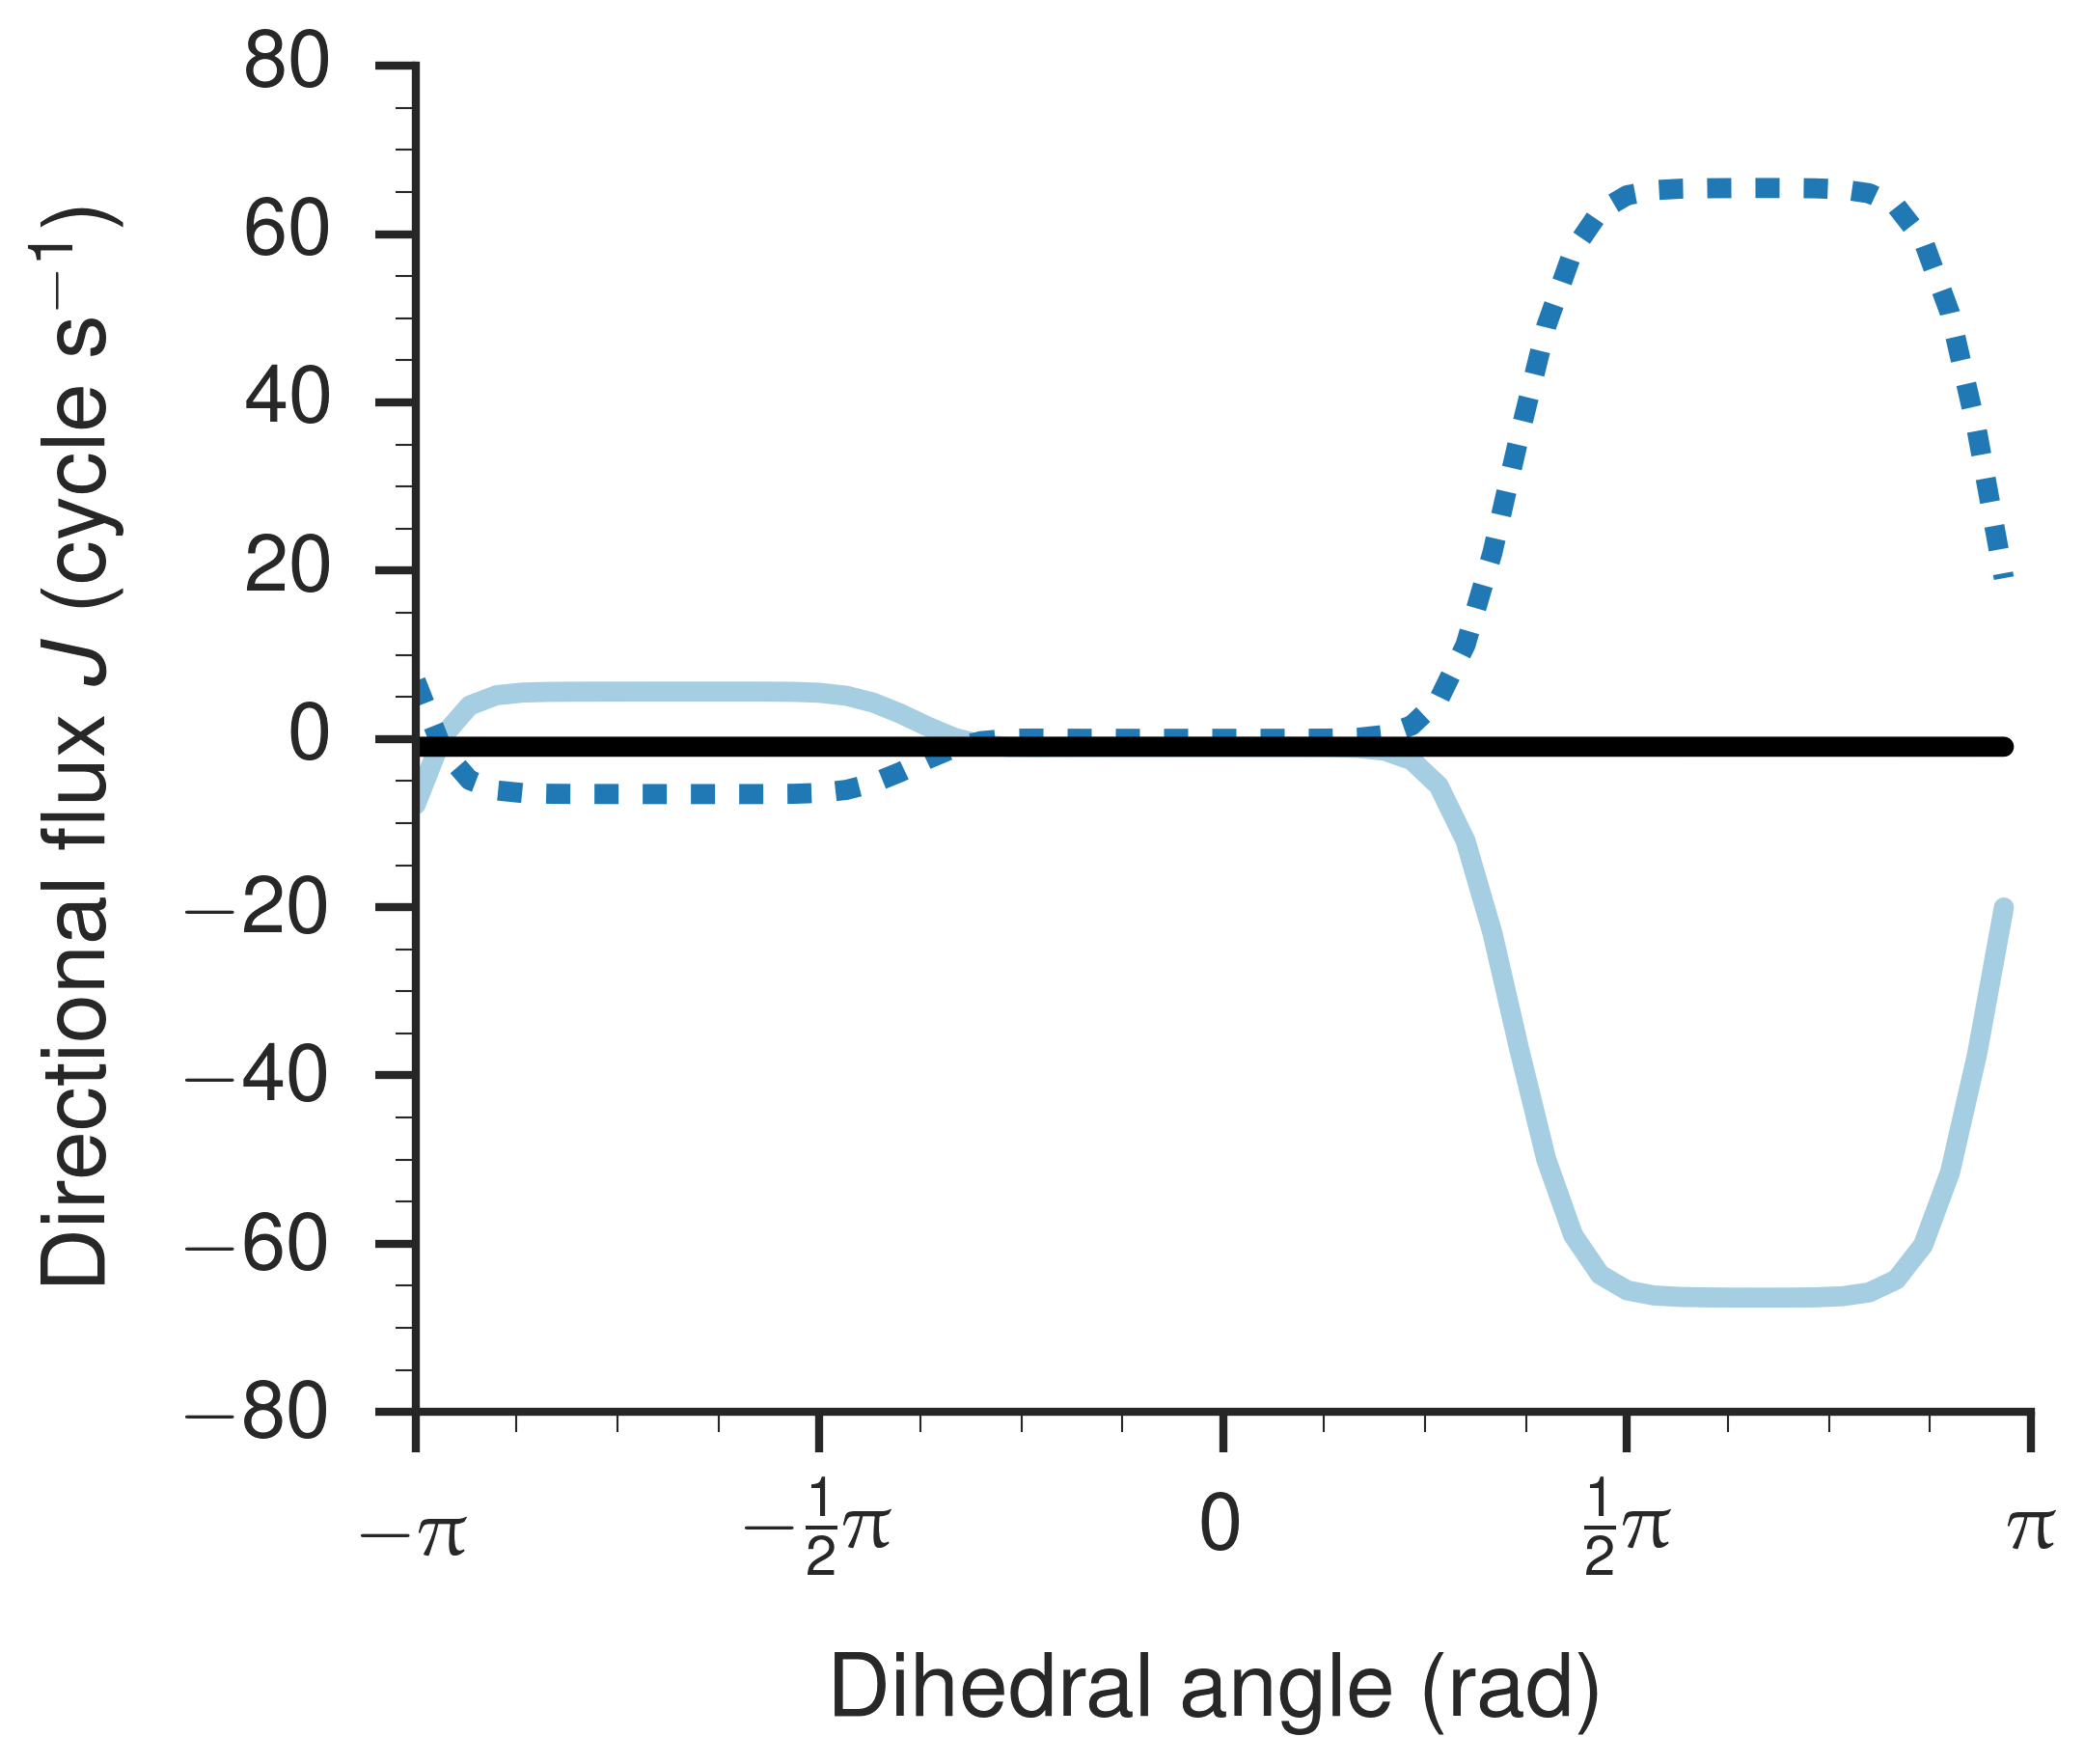 Directional flux J (cycle s⁻¹)
80
60
40
20
0
−20
−40
−60
−80
−π
−½π
0
½π
π
Dihedral angle (rad)